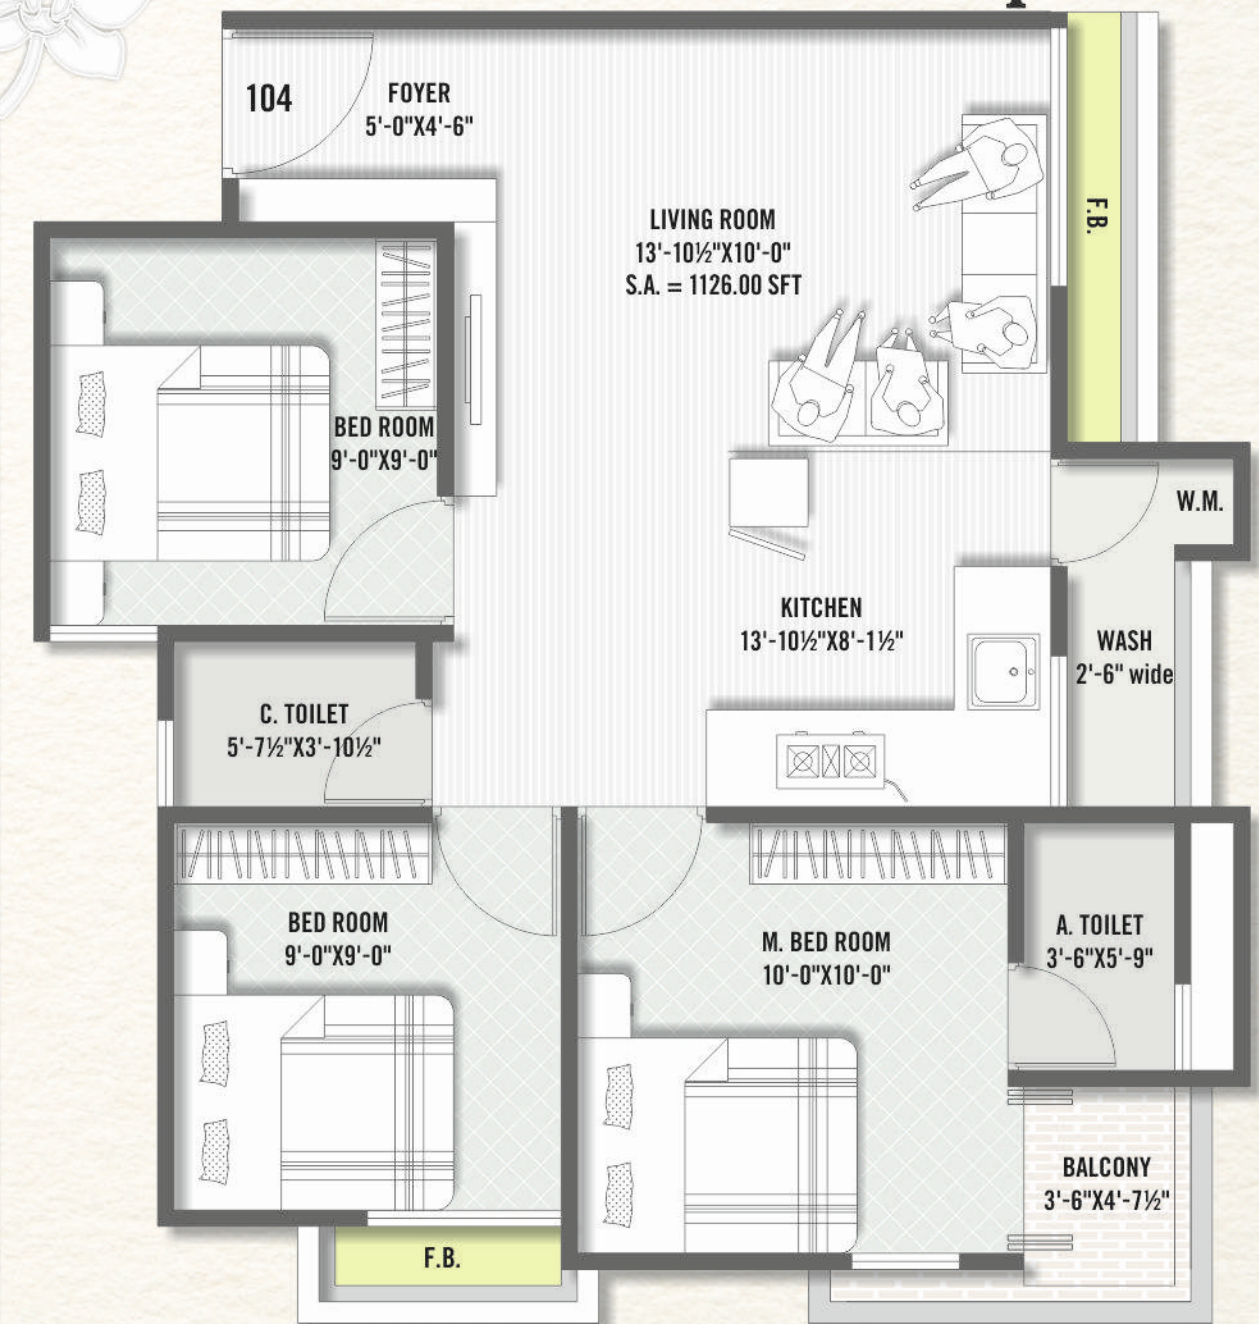 104
FOYER
5'-0"X4'-6"
LIVING ROOM
13'-10½"X10'-0"
S.A. = 1126.00 SFT
F.B.
BED ROOM
9'-0"X9'-0"
W.M.
KITCHEN
13'-10½"X8'-1½"
WASH
2'-6" wide
C. TOILET
5'-7½"X3'-10½"
BED ROOM
9'-0"X9'-0"
M. BED ROOM
10'-0"X10'-0"
A. TOILET
3'-6"X5'-9"
BALCONY
3'-6"X4'-7½"
F.B.